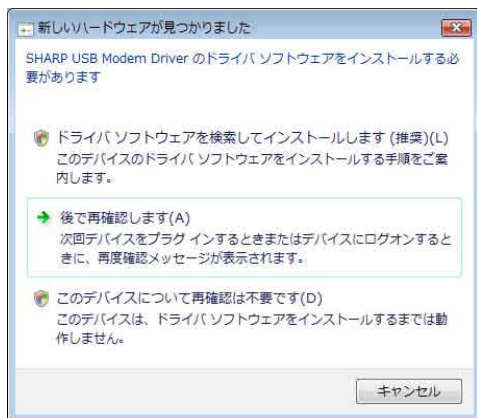 新しいハードウェアが見つかりました
SHARP USB Modem Driver のドライバ ソフトウェアをインストールする必
要があります
ドライバ ソフトウェアを検索してインストールします (推奨)(L)
このデバイスのドライバ ソフトウェアをインストールする手順をご案
内します。
後で再確認します(A)
次回デバイスをプラグ インするときまたはデバイスにログオンすると
きに、再度確認メッセージが表示されます。
このデバイスについて再確認は不要です(D)
このデバイスは、ドライバ ソフトウェアをインストールするまでは動
作しません。
キャンセル